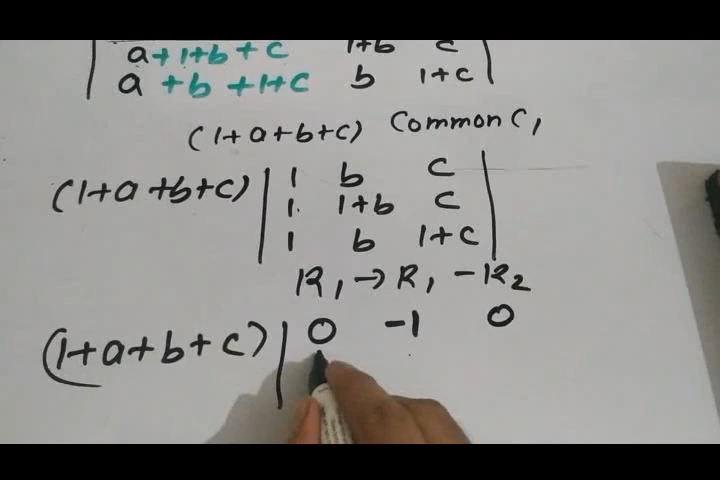 | a+1+b+c 1+b c |
| a+b+1+c b 1+c |
(1+a+b+c) Common C₁
(1+a+b+c) | 1 b c |
| 1. 1+b c |
| 1 b 1+c |
R₁ → R₁ - R₂
(1+a+b+c) | 0 -1 0